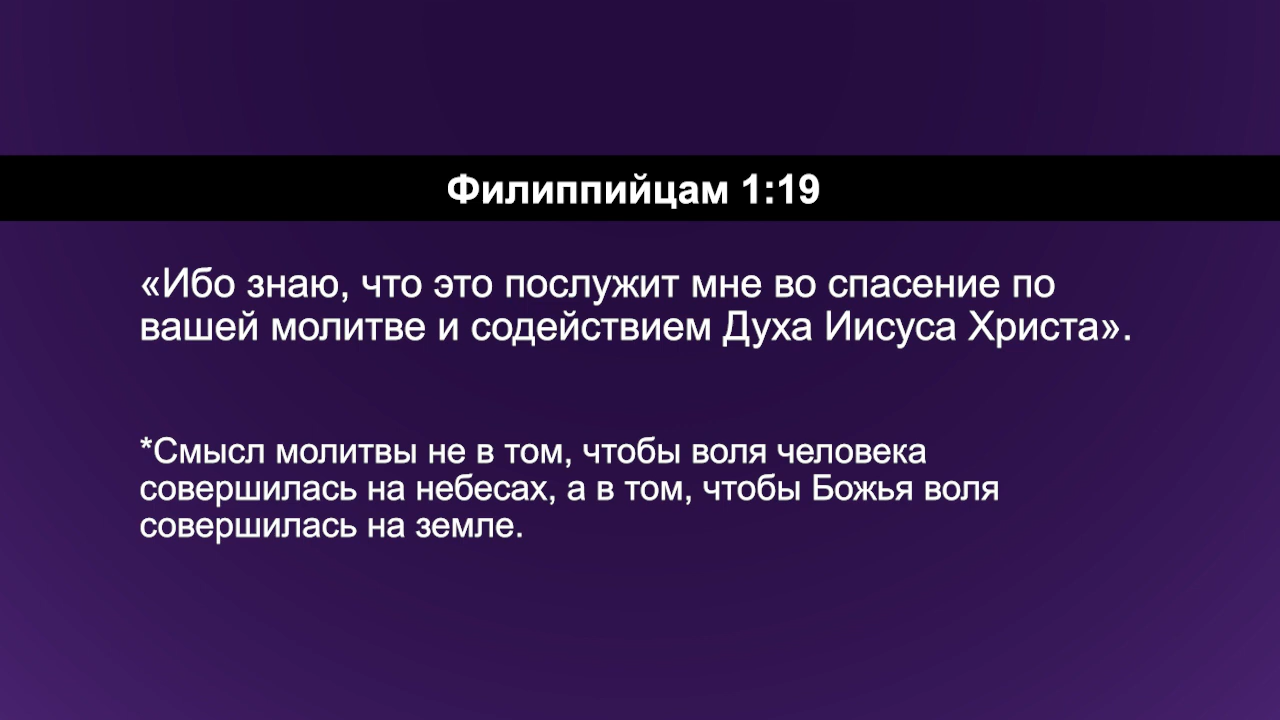 Филиппийцам 1:19
«Ибо знаю, что это послужит мне во спасение по
вашей молитве и содействием Духа Иисуса Христа».
*Смысл молитвы не в том, чтобы воля человека
совершилась на небесах, а в том, чтобы Божья воля
совершилась на земле.